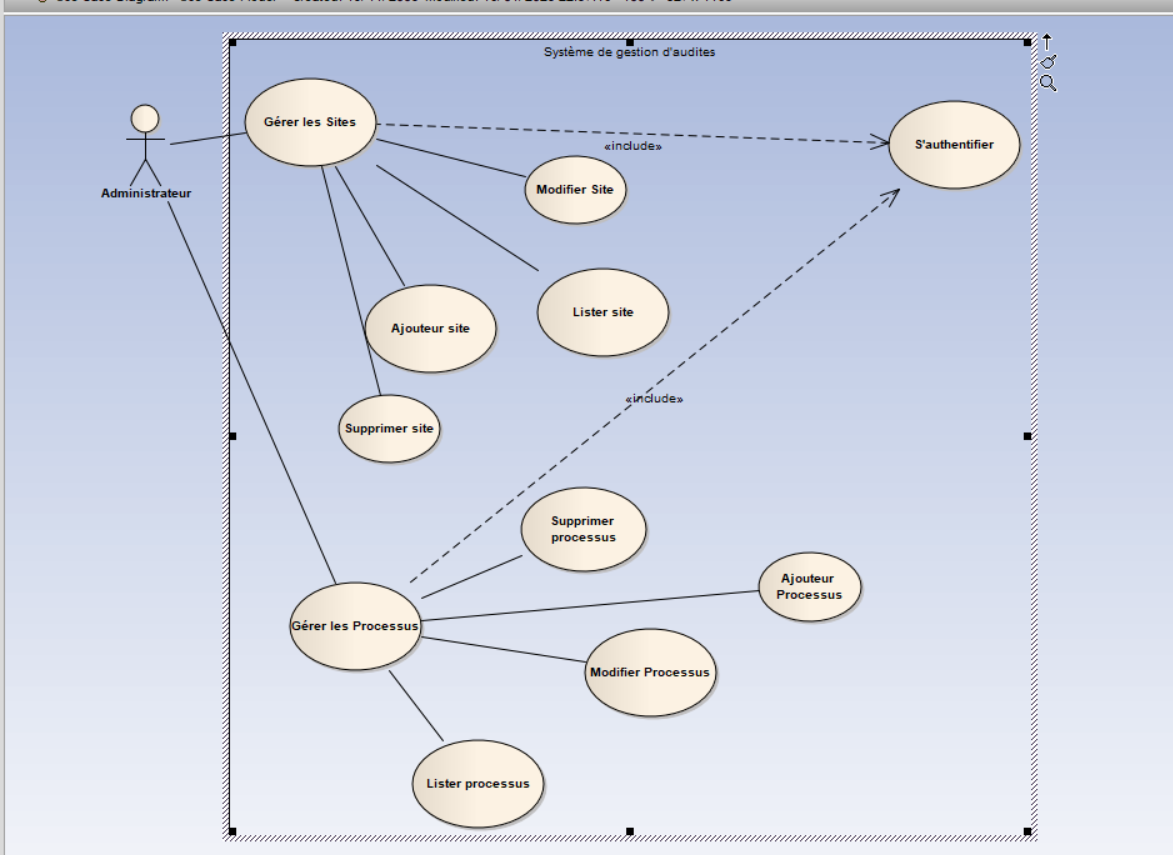 Système de gestion d'audites
Gérer les Sites
S'authentifier
«include»
Modifier Site
Administrateur
Lister site
Ajouteur site
«include»
Supprimer site
Supprimer
processus
Ajouteur
Processus
Gérer les Processus
Modifier Processus
Lister processus